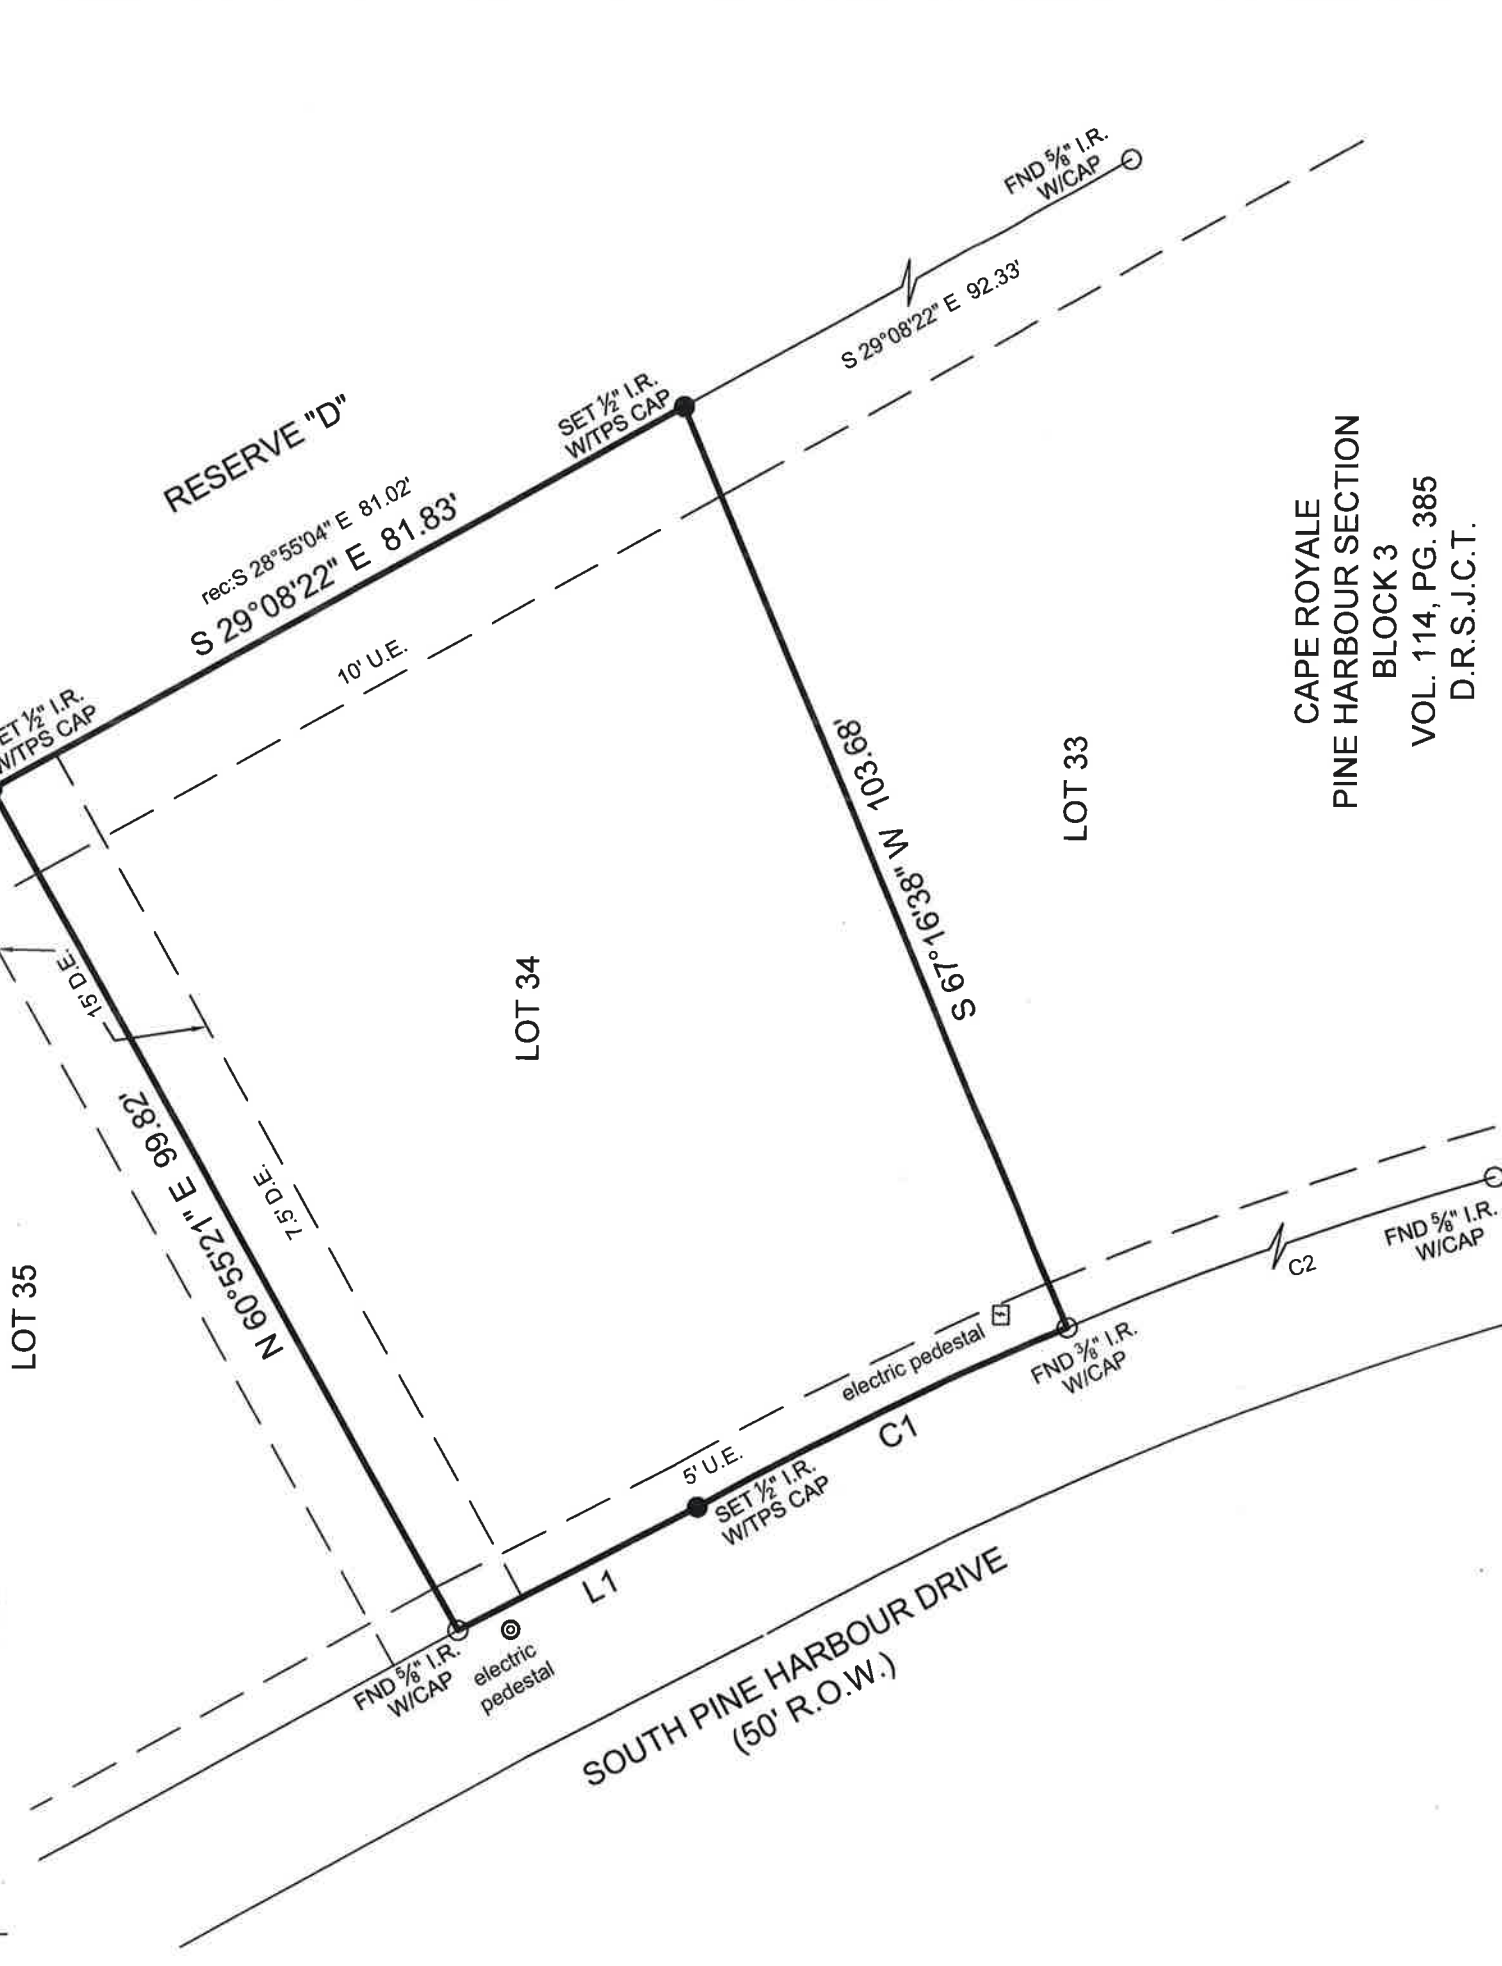 FND 5/8" I.R.
W/CAP
S 29°08'22" E 92.33'
RESERVE "D"
SET 1/2" I.R.
W/TPS CAP
rec:S 28°55'04" E 81.02'
S 29°08'22" E 81.83'
10' U.E.
ET 1/2" I.R.
W/TPS CAP
CAPE ROYALE
PINE HARBOUR SECTION
BLOCK 3
VOL. 114, PG. 385
D.R.S.J.C.T.
S 67°16'38" W 103.68'
LOT 33
LOT 34
15' D.E.
N 60°55'21" E 99.82'
7.5' D.E.
LOT 35
FND 5/8" I.R.
W/CAP
C2
electric pedestal
FND 3/8" I.R.
W/CAP
C1
5' U.E.
SET 1/2" I.R.
W/TPS CAP
L1
FND 5/8" I.R.
W/CAP
electric
pedestal
SOUTH PINE HARBOUR DRIVE
(50' R.O.W.)